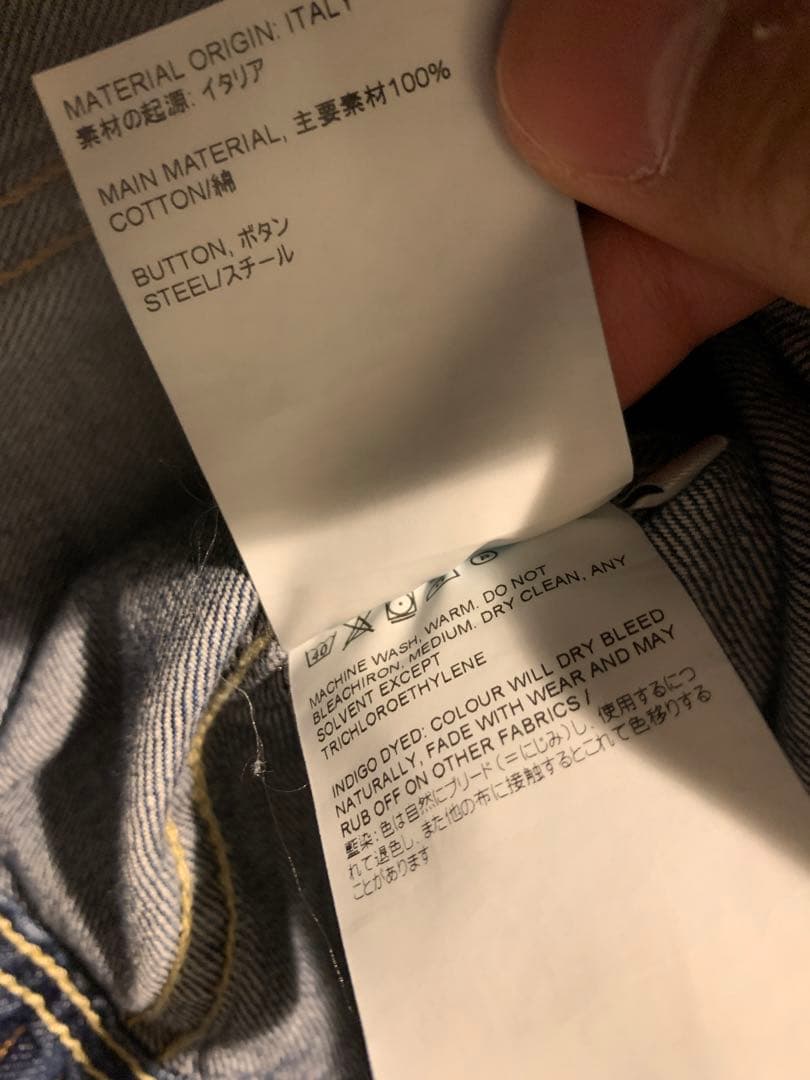 MATERIAL ORIGIN: ITALY
素材の起源: イタリア
MAIN MATERIAL, 主要素材100%
COTTON/綿
BUTTON, ボタン
STEEL/スチール
MACHINE WASH, WARM. DO NOT
BLEACHIRON, MEDIUM. DRY CLEAN, ANY
SOLVENT EXCEPT
TRICHLOROETHYLENE
INDIGO DYED: COLOUR WILL DRY BLEED
NATURALLY, FADE WITH WEAR AND MAY
RUB OFF ON OTHER FABRICS /
藍染: 色は自然にブリード(=にじみ)し、使用するにつ
れて退色し、また他の布に接触するとこれて色移りする
ことがあります